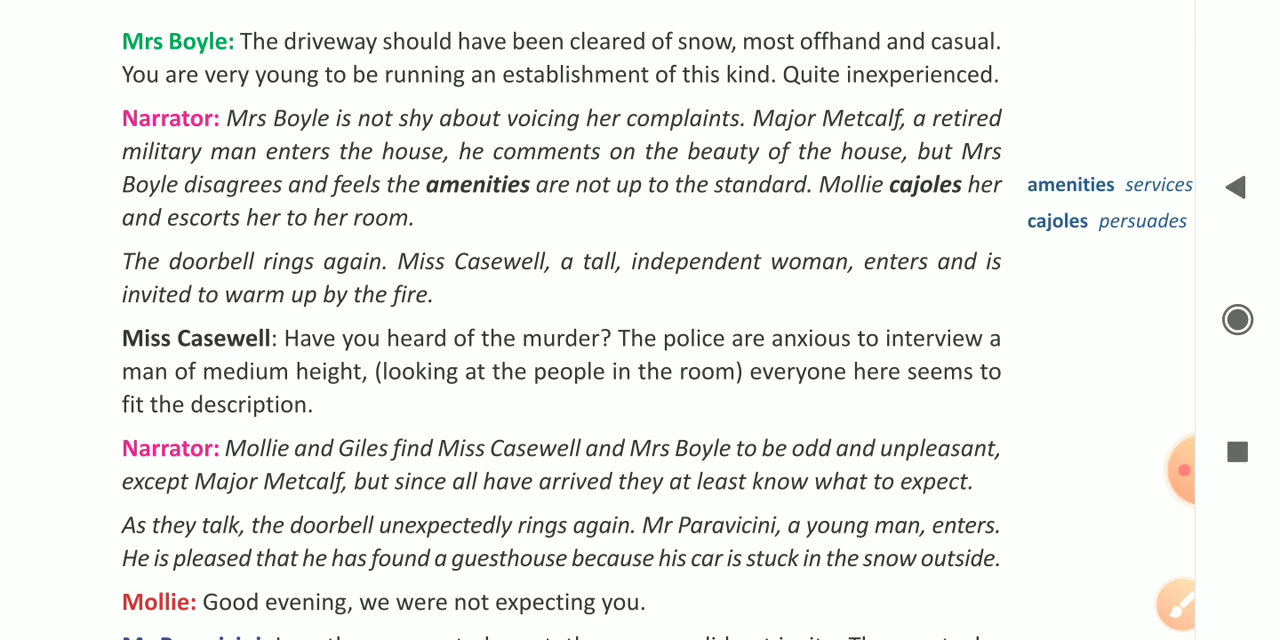 Mrs Boyle: The driveway should have been cleared of snow, most offhand and casual.
You are very young to be running an establishment of this kind. Quite inexperienced.
Narrator: Mrs Boyle is not shy about voicing her complaints. Major Metcalf, a retired
military man enters the house, he comments on the beauty of the house, but Mrs
Boyle disagrees and feels the amenities are not up to the standard. Mollie cajoles her
and escorts her to her room.
amenities services
cajoles persuades
The doorbell rings again. Miss Casewell, a tall, independent woman, enters and is
invited to warm up by the fire.
Miss Casewell: Have you heard of the murder? The police are anxious to interview a
man of medium height, (looking at the people in the room) everyone here seems to
fit the description.
Narrator: Mollie and Giles find Miss Casewell and Mrs Boyle to be odd and unpleasant,
except Major Metcalf, but since all have arrived they at least know what to expect.
As they talk, the doorbell unexpectedly rings again. Mr Paravicini, a young man, enters.
He is pleased that he has found a guesthouse because his car is stuck in the snow outside.
Mollie: Good evening, we were not expecting you.